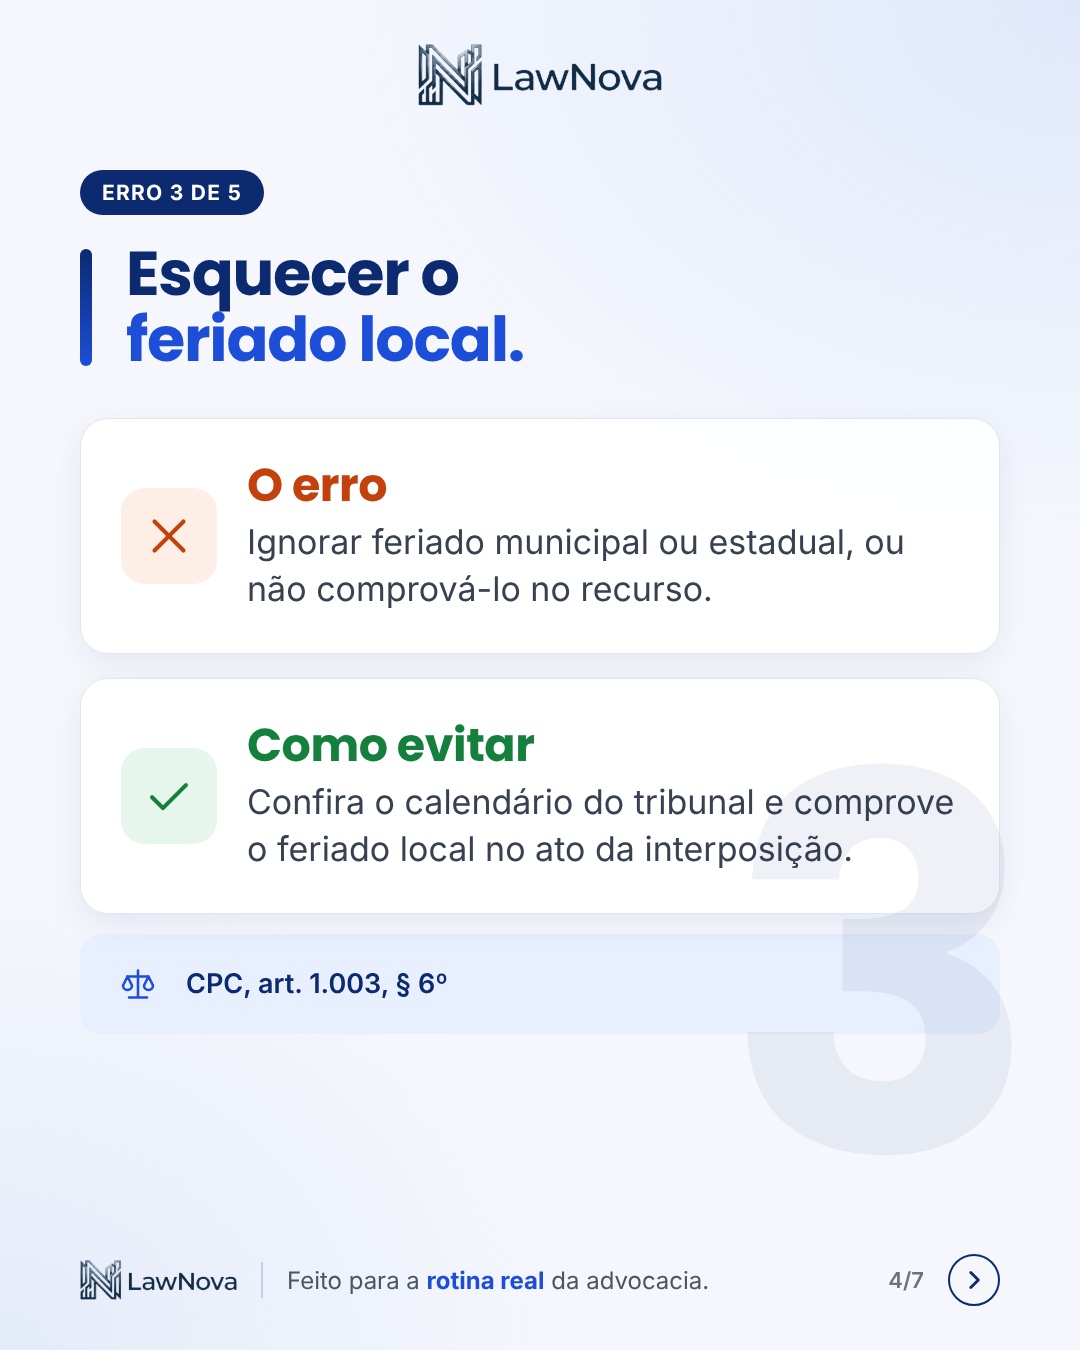 LawNova
ERRO 3 DE 5
Esquecer o
feriado local.
O erro
Ignorar feriado municipal ou estadual, ou
não comprová-lo no recurso.
Como evitar
Confira o calendário do tribunal e comprove
o feriado local no ato da interposição.
3
CPC, art. 1.003, § 6º
LawNova
Feito para a rotina real da advocacia.
4/7